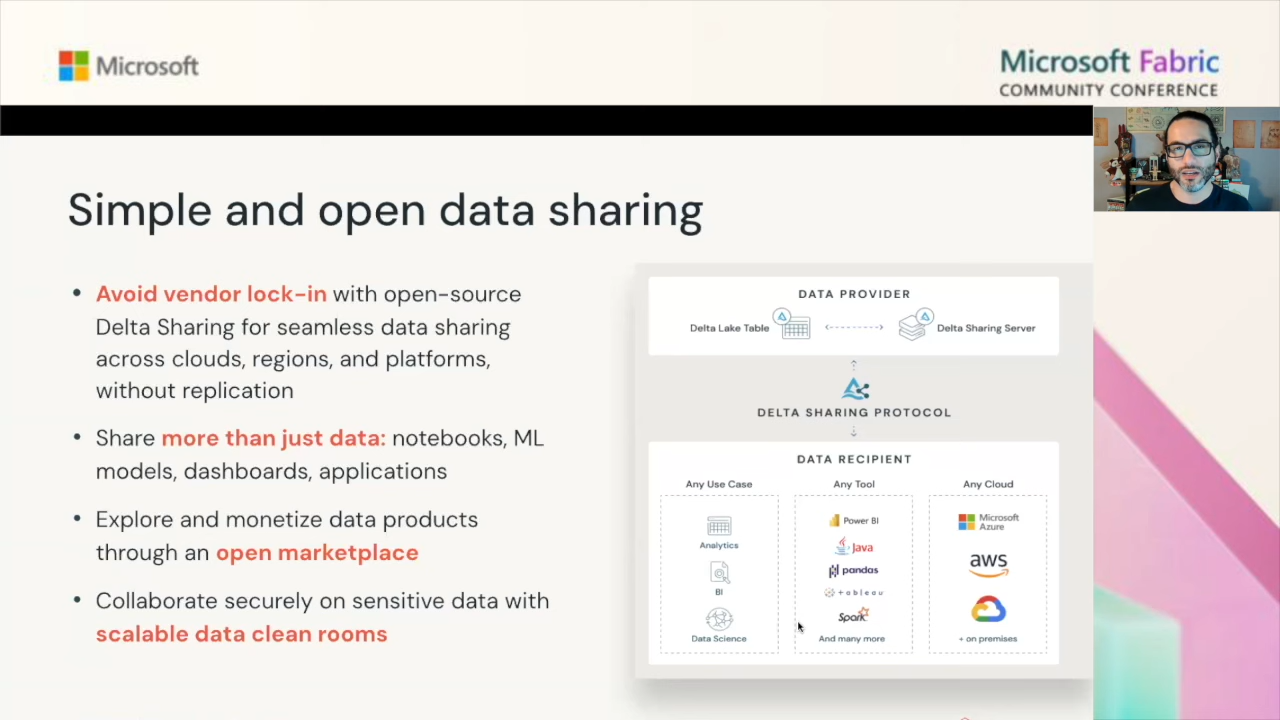 Microsoft
Microsoft Fabric
COMMUNITY CONFERENCE
Simple and open data sharing
• Avoid vendor lock-in with open-source
Delta Sharing for seamless data sharing
across clouds, regions, and platforms,
without replication
• Share more than just data: notebooks, ML
models, dashboards, applications
• Explore and monetize data products
through an open marketplace
• Collaborate securely on sensitive data with
scalable data clean rooms
DATA PROVIDER
Delta Lake Table
Delta Sharing Server
DELTA SHARING PROTOCOL
DATA RECIPIENT
Any Use Case
Analytics
BI
Data Science
Any Tool
Power BI
Java
pandas
+ableau
Spark
And many more
Any Cloud
Microsoft
Azure
aws
+ on premises